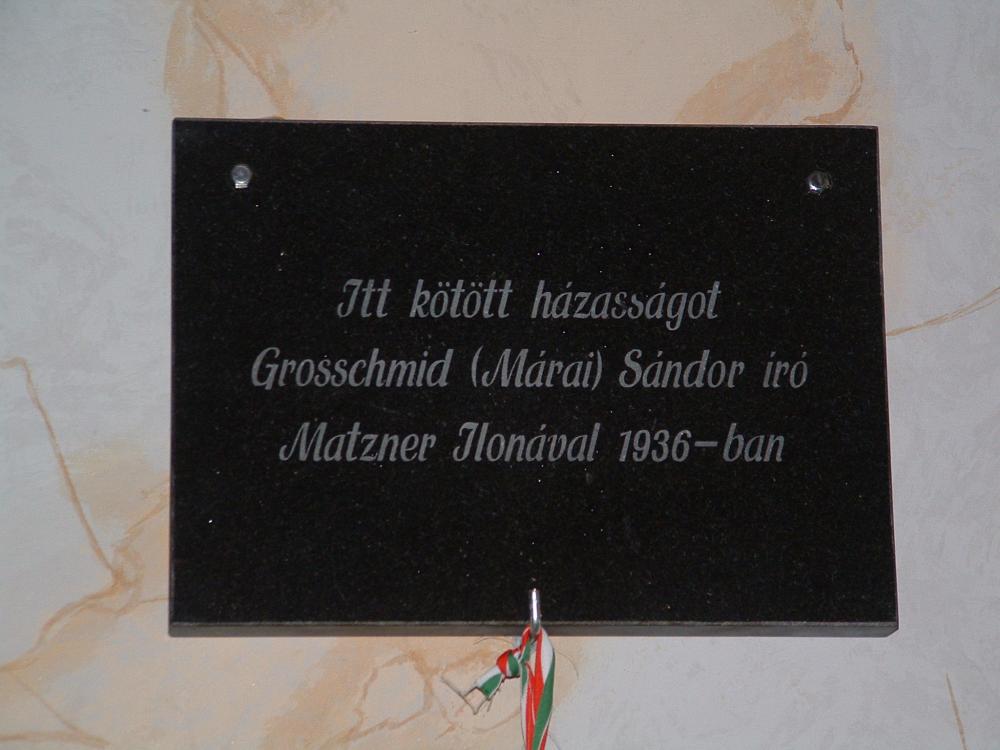 Itt kötött házasságot
Grosschmid (Márai) Sándor író
Matzner Ilonával 1936-ban